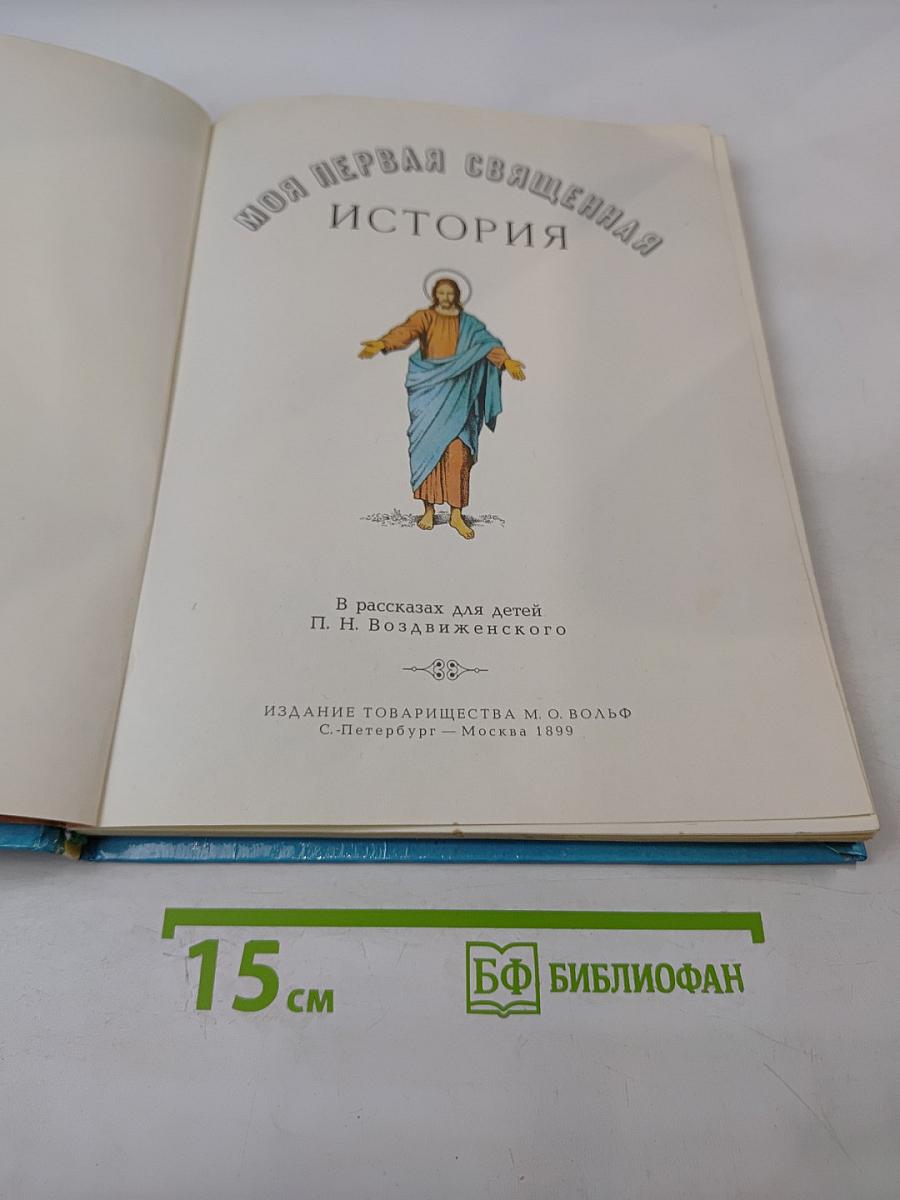 МОЯ ПЕРВАЯ СВЯЩЕННАЯ
ИСТОРИЯ
В рассказах для детей
П. Н. Воздвиженского
ИЗДАНИЕ ТОВАРИЩЕСТВА М. О. ВОЛЬФ
С.-Петербург — Москва 1899
15 см
БФ БИБЛИОФАН